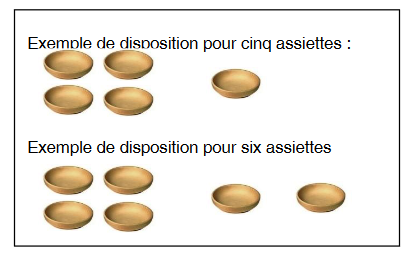 Exemple de disposition pour cinq assiettes :
Exemple de disposition pour six assiettes